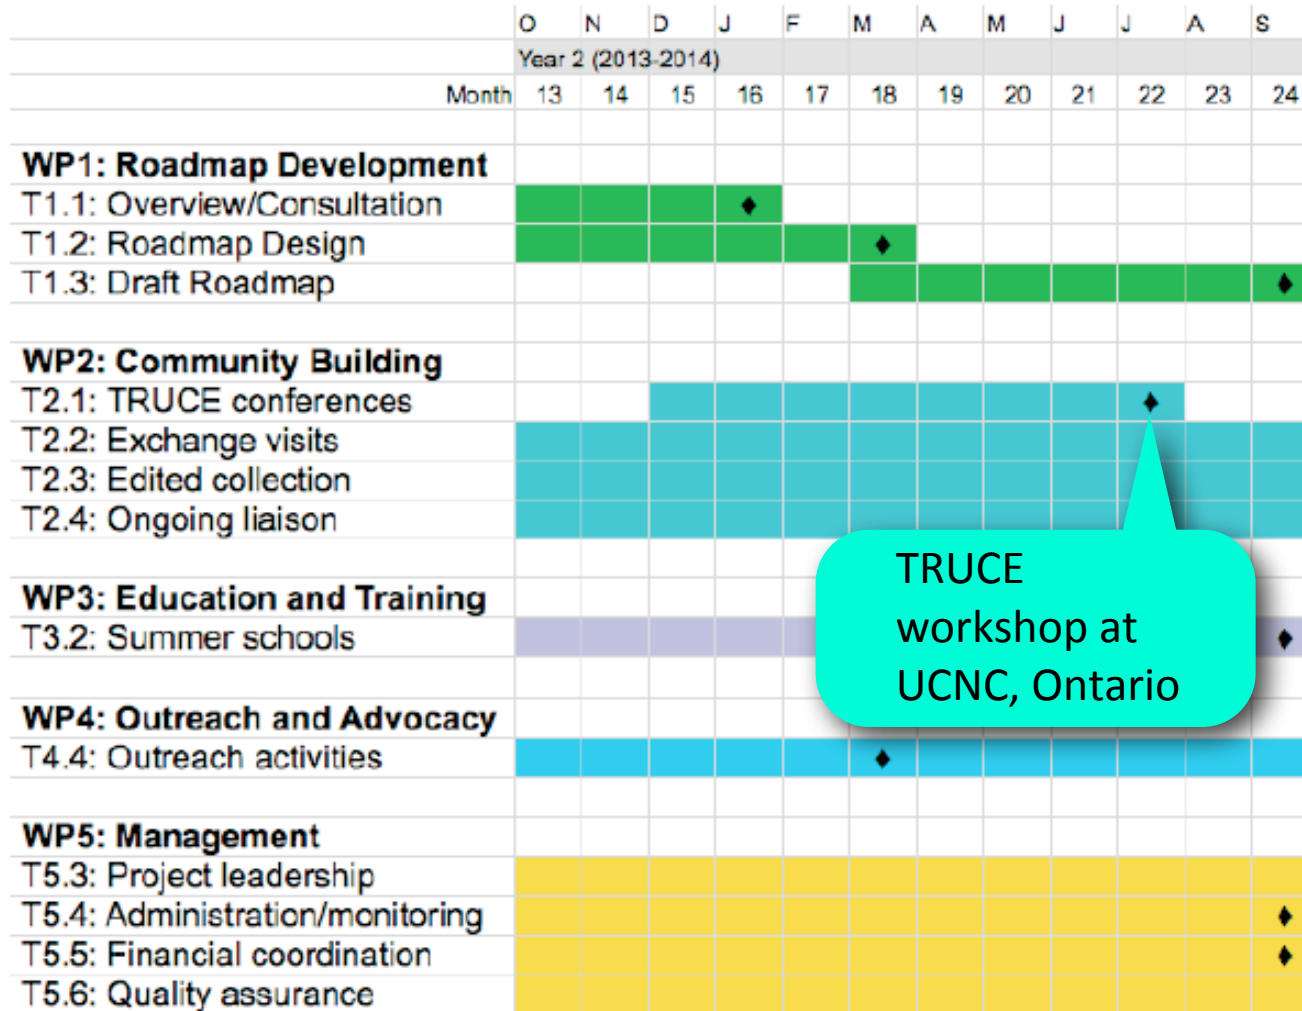 O N D J F M A M J J A S
Year 2 (2013-2014)
Month 13 14 15 16 17 18 19 20 21 22 23 24
WP1: Roadmap Development
T1.1: Overview/Consultation
T1.2: Roadmap Design
T1.3: Draft Roadmap
WP2: Community Building
T2.1: TRUCE conferences
T2.2: Exchange visits
T2.3: Edited collection
T2.4: Ongoing liaison
TRUCE
workshop at
UCNC, Ontario
WP3: Education and Training
T3.2: Summer schools
WP4: Outreach and Advocacy
T4.4: Outreach activities
WP5: Management
T5.3: Project leadership
T5.4: Administration/monitoring
T5.5: Financial coordination
T5.6: Quality assurance